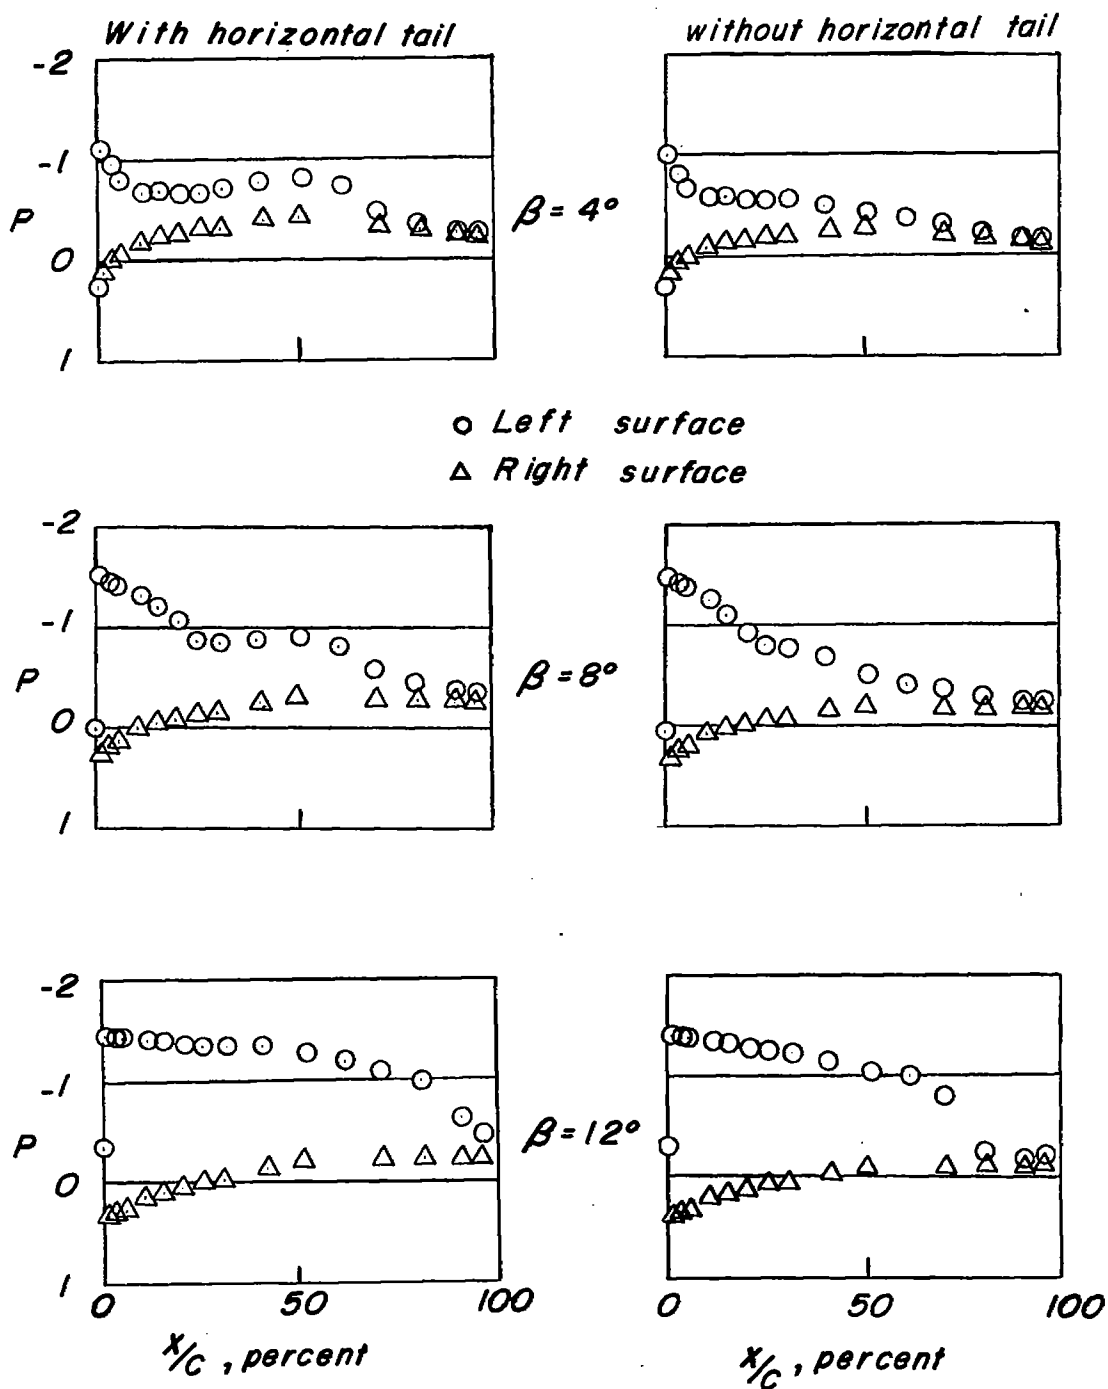 With horizontal tail
without horizontal tail
-2
-1
P
0
1
β = 4°
○ Left surface
△ Right surface
-2
-1
P
0
1
β = 8°
-2
-1
P
0
1
β = 12°
0 50 100
x/c, percent
0 50 100
x/c, percent